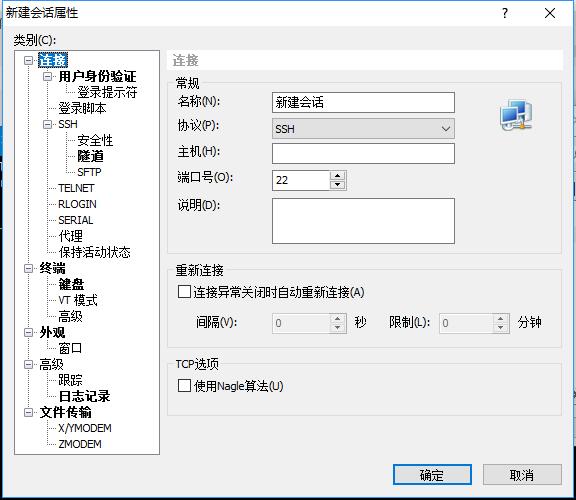 新建会话属性
类别(C):
连接
用户身份验证
登录提示符
登录脚本
SSH
安全性
隧道
SFTP
TELNET
RLOGIN
SERIAL
代理
保持活动状态
终端
键盘
VT 模式
高级
外观
窗口
高级
跟踪
日志记录
文件传输
X/YMODEM
ZMODEM
连接
常规
名称(N): 新建会话
协议(P): SSH
主机(H):
端口号(O): 22
说明(D):
重新连接
连接异常关闭时自动重新连接(A)
间隔(V): 0 秒 限制(L): 0 分钟
TCP选项
使用Nagle算法(U)
确定 取消